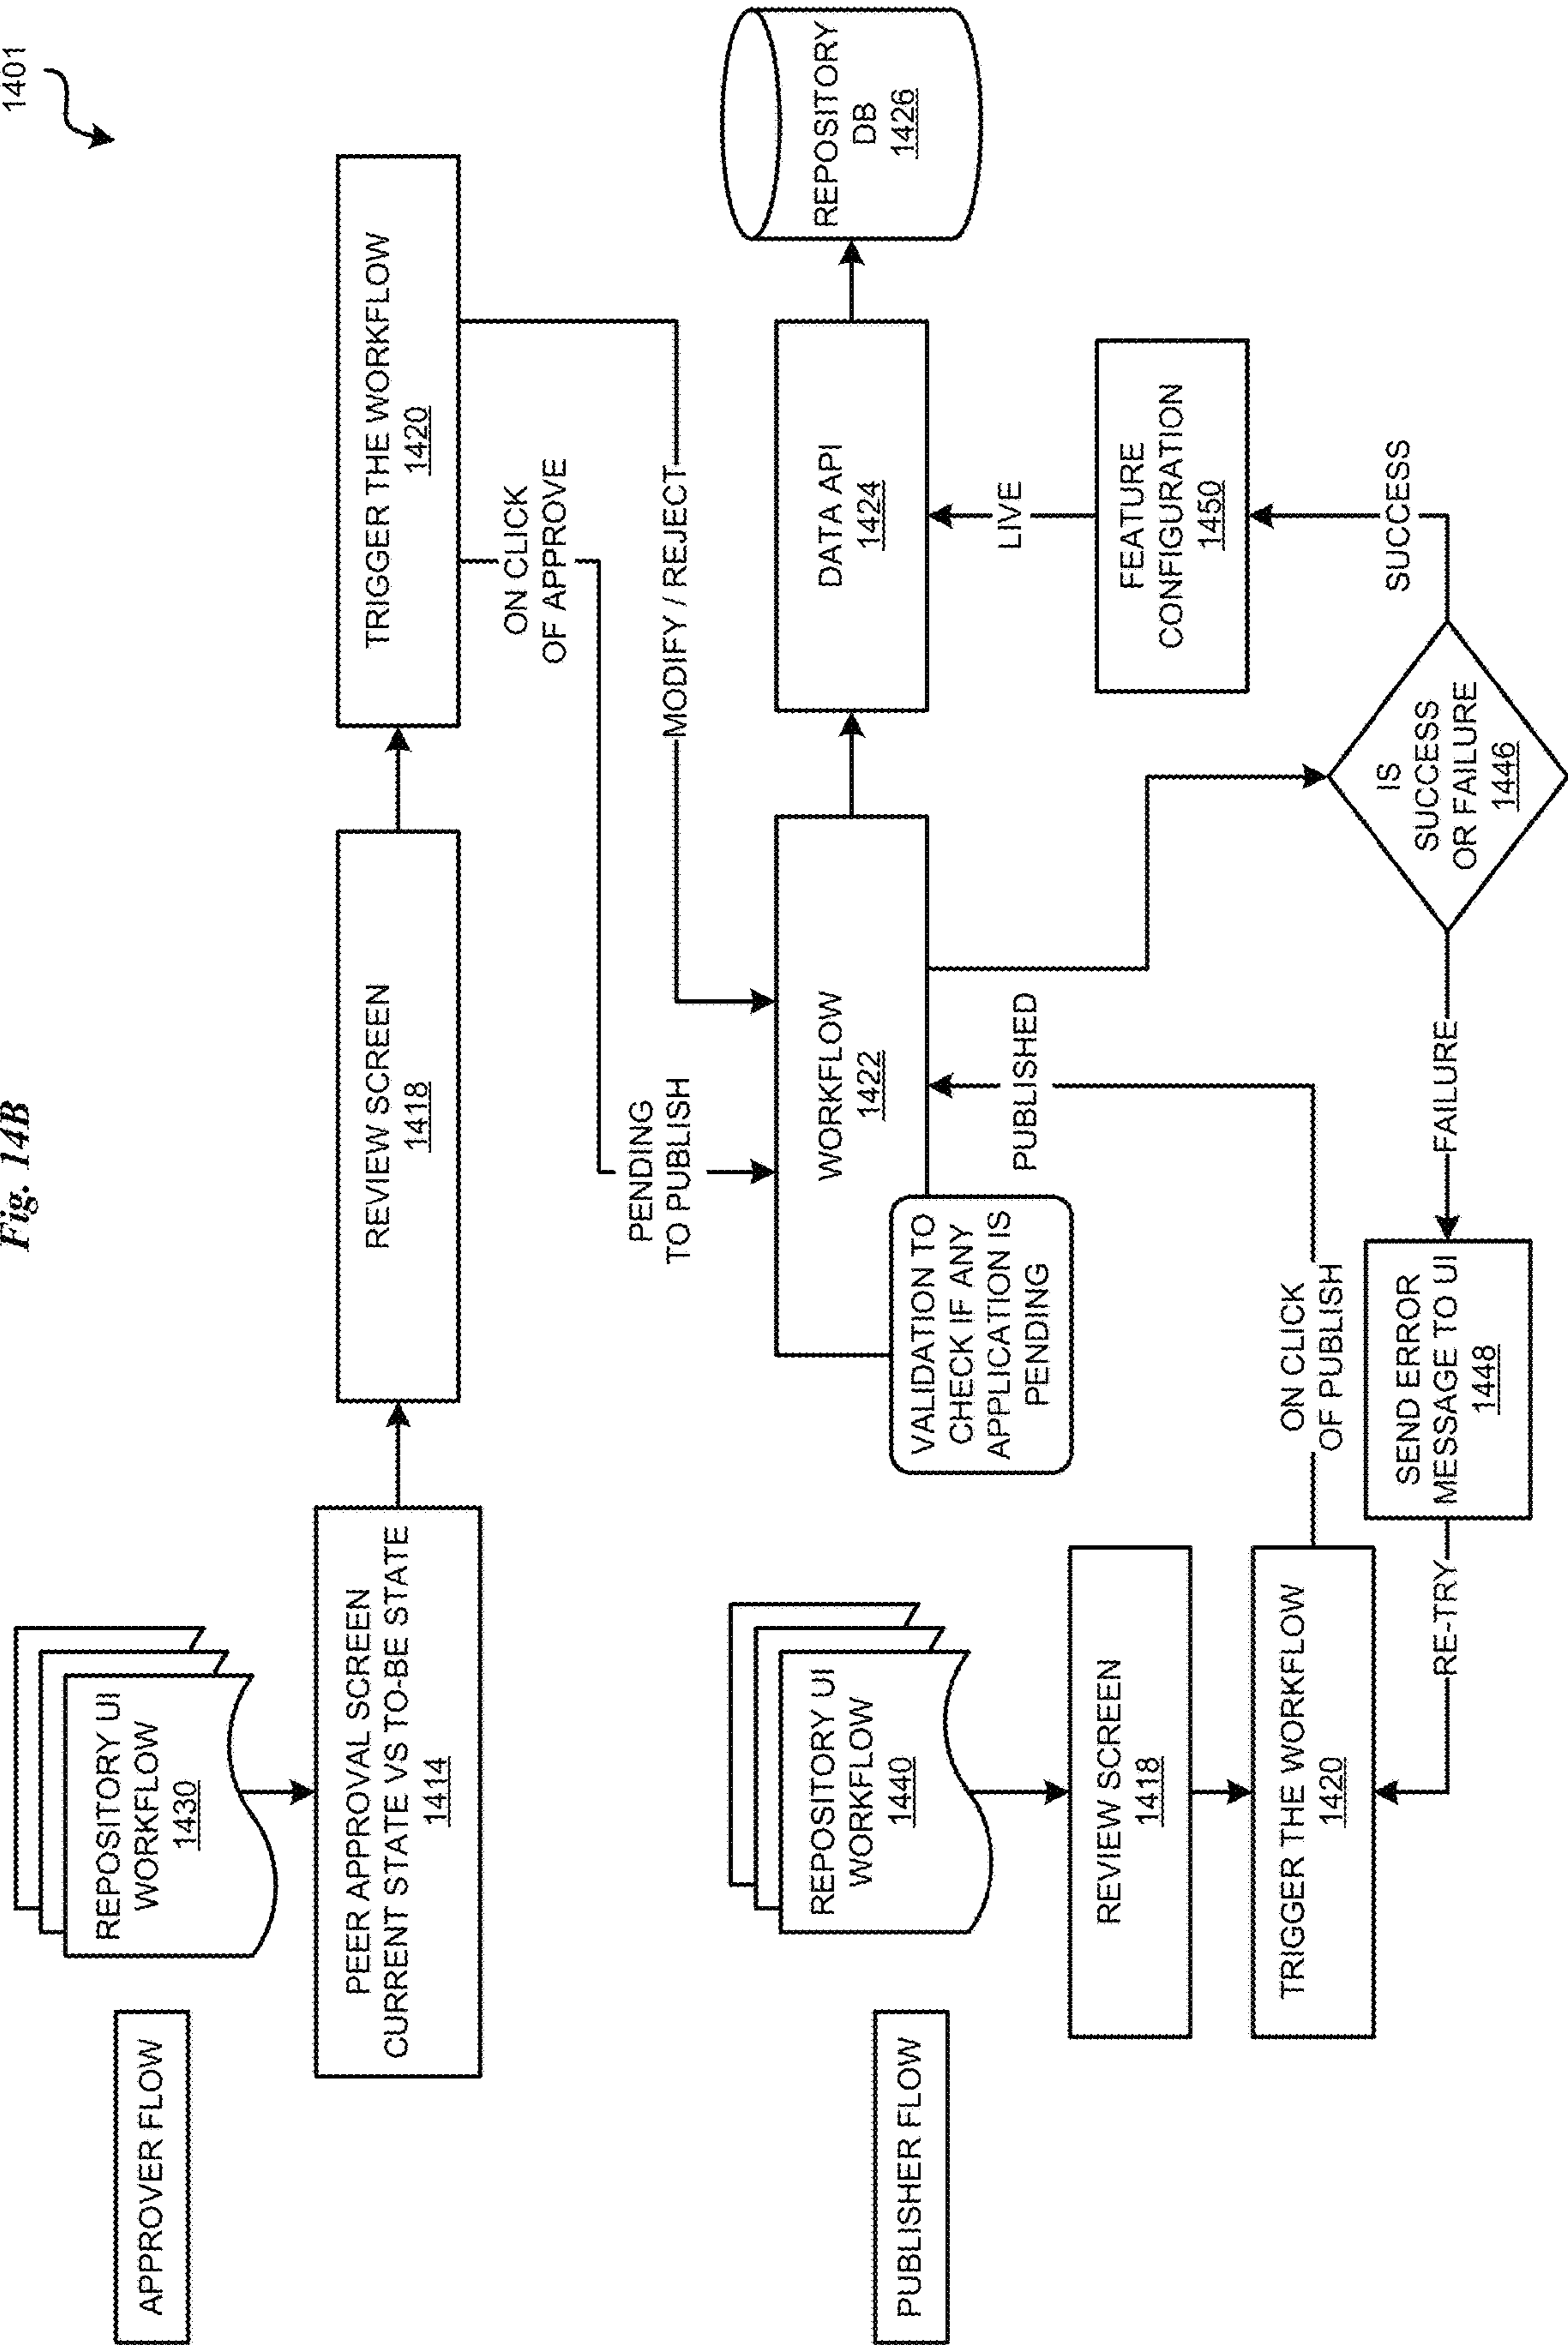 Fig. 14B
1401
APPROVER FLOW
REPOSITORY UI
WORKFLOW
1430
PEER APPROVAL SCREEN
CURRENT STATE VS TO-BE STATE
1414
REVIEW SCREEN
1418
TRIGGER THE WORKFLOW
1420
ON CLICK
OF APPROVE
PENDING
TO PUBLISH
MODIFY / REJECT
PUBLISHER FLOW
REPOSITORY UI
WORKFLOW
1440
REVIEW SCREEN
1418
TRIGGER THE WORKFLOW
1420
ON CLICK
OF PUBLISH
PUBLISHED
WORKFLOW
1422
VALIDATION TO
CHECK IF ANY
APPLICATION IS
PENDING
DATA API
1424
REPOSITORY
DB
1426
LIVE
FEATURE
CONFIGURATION
1450
SUCCESS
IS
SUCCESS
OR FAILURE
1446
FAILURE
SEND ERROR
MESSAGE TO UI
1448
RE-TRY